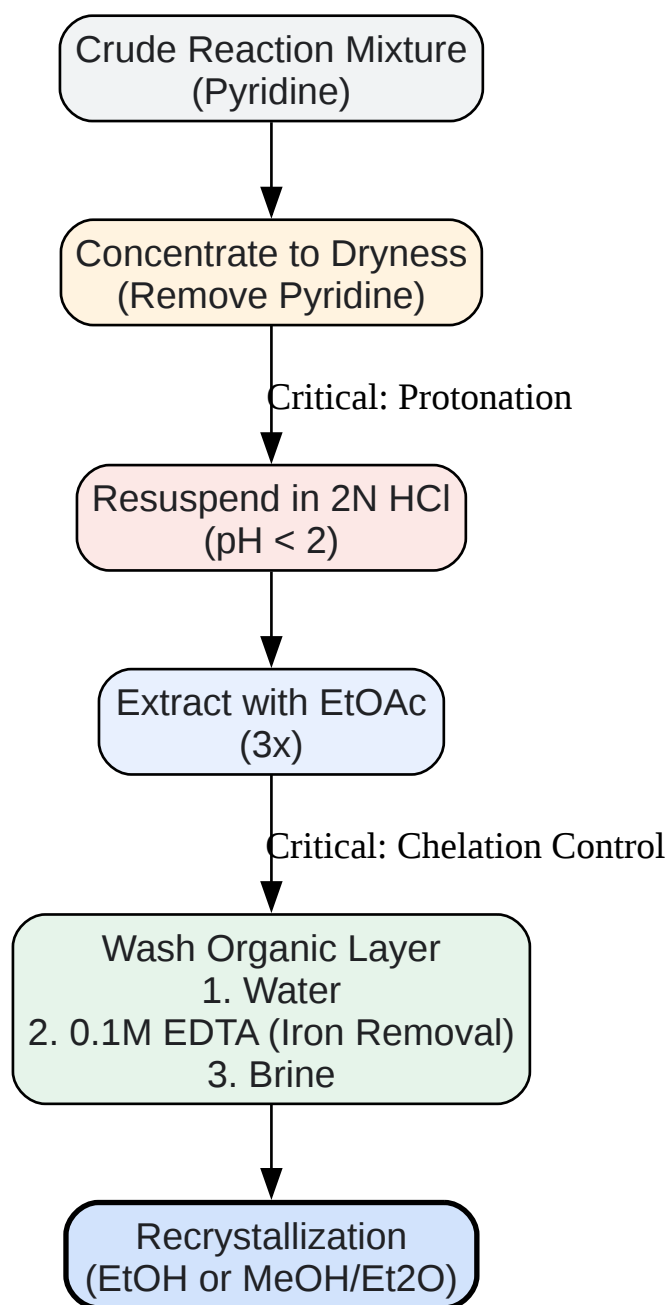 Crude Reaction Mixture
(Pyridine)
Concentrate to Dryness
(Remove Pyridine)
Critical: Protonation
Resuspend in 2N HCl
(pH < 2)
Extract with EtOAc
(3x)
Critical: Chelation Control
Wash Organic Layer
1. Water
2. 0.1M EDTA (Iron Removal)
3. Brine
Recrystallization
(EtOH or MeOH/Et2O)